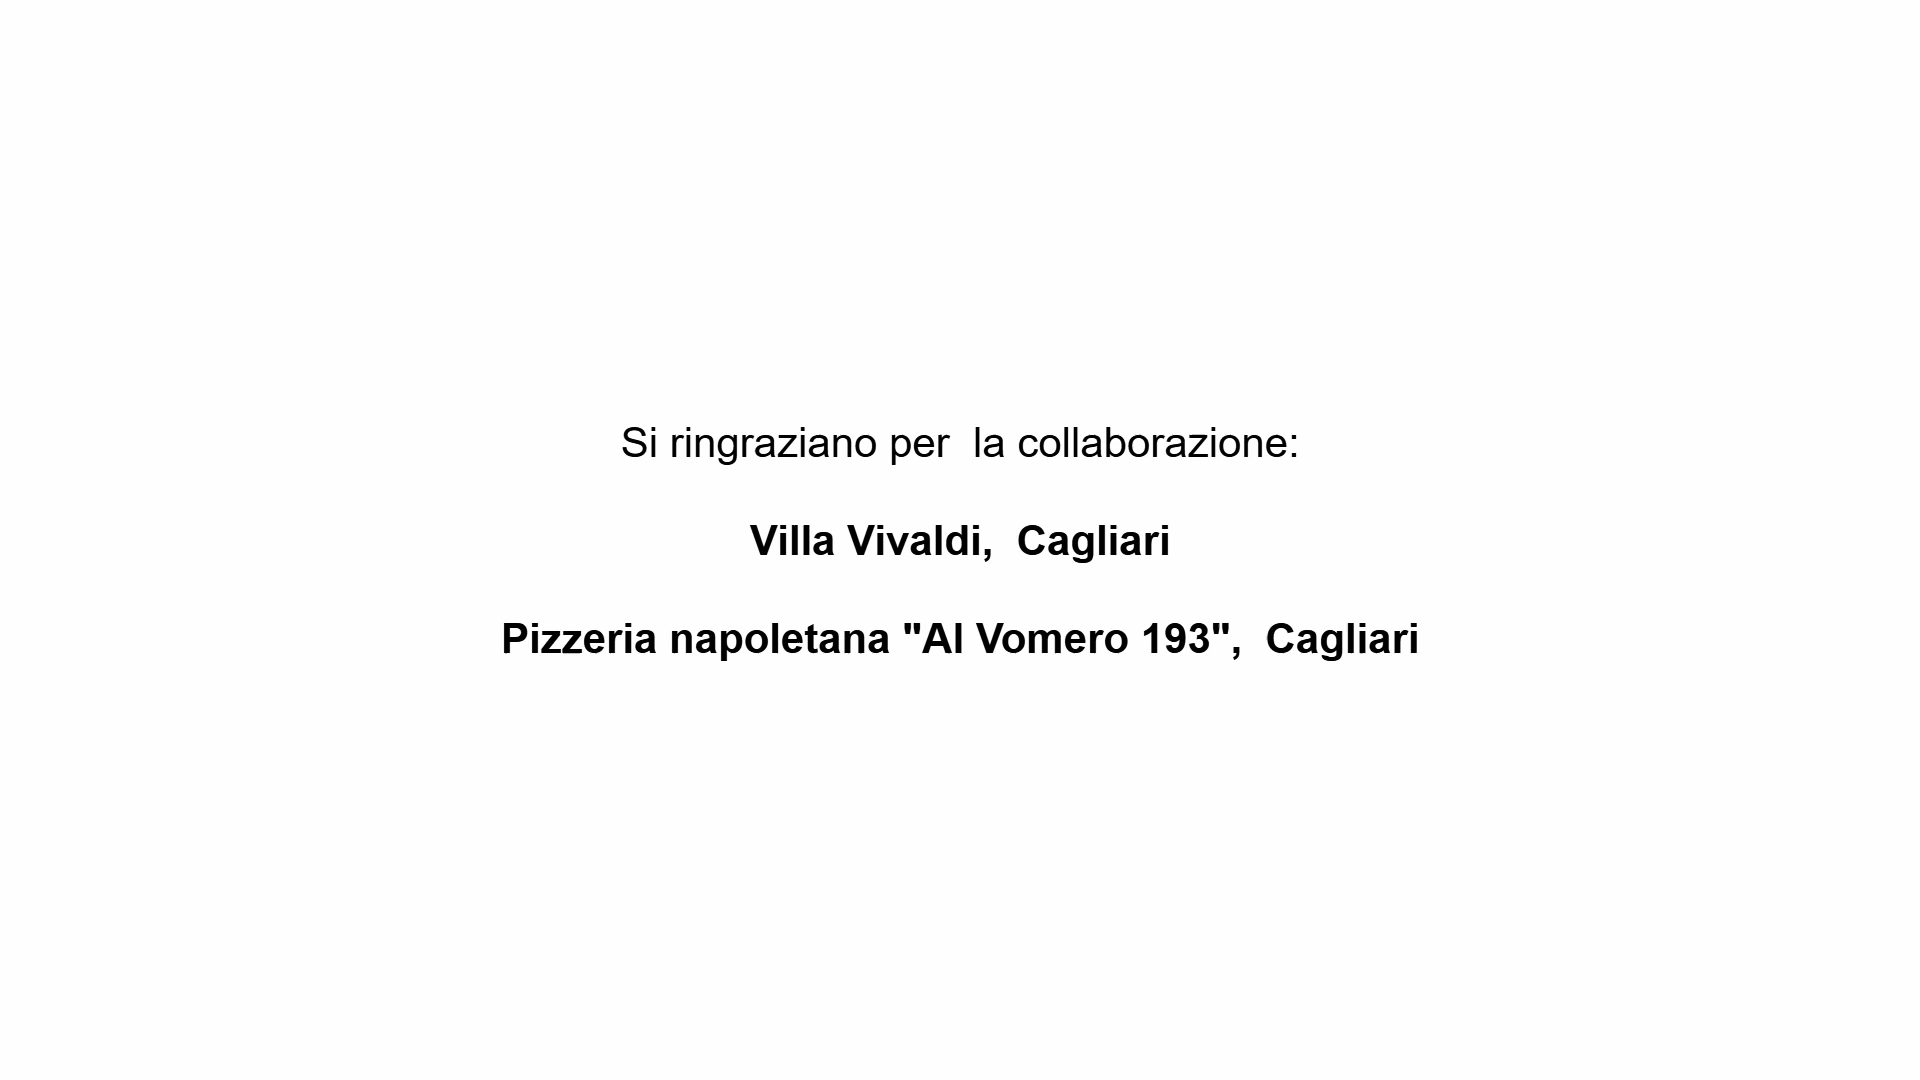 Si ringraziano per  la collaborazione:
Villa Vivaldi,  Cagliari
Pizzeria napoletana "Al Vomero 193",  Cagliari